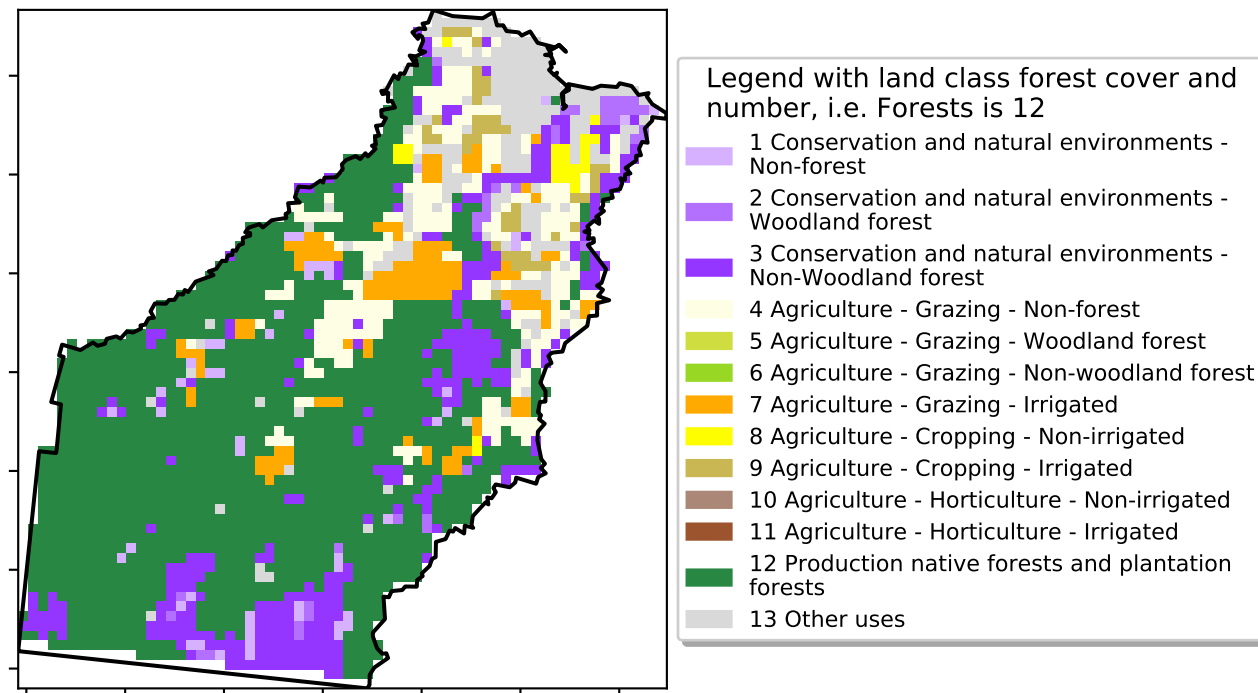 Legend with land class forest cover and
number, i.e. Forests is 12
1 Conservation and natural environments -
Non-forest
2 Conservation and natural environments -
Woodland forest
3 Conservation and natural environments -
Non-Woodland forest
4 Agriculture - Grazing - Non-forest
5 Agriculture - Grazing - Woodland forest
6 Agriculture - Grazing - Non-woodland forest
7 Agriculture - Grazing - Irrigated
8 Agriculture - Cropping - Non-irrigated
9 Agriculture - Cropping - Irrigated
10 Agriculture - Horticulture - Non-irrigated
11 Agriculture - Horticulture - Irrigated
12 Production native forests and plantation
forests
13 Other uses